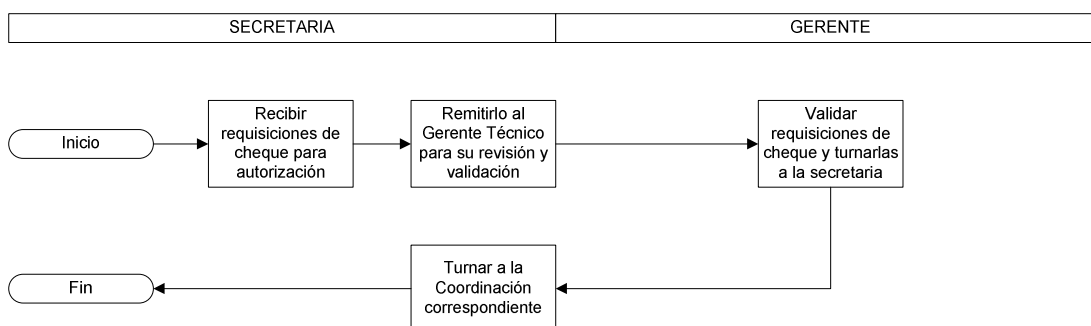 SECRETARIA
GERENTE
Inicio
Recibir
requisiciones de
cheque para
autorización
Remitirlo al
Gerente Técnico
para su revisión y
validación
Validar
requisiciones de
cheque y turnarlas
a la secretaria
Turnar a la
Coordinación
correspondiente
Fin